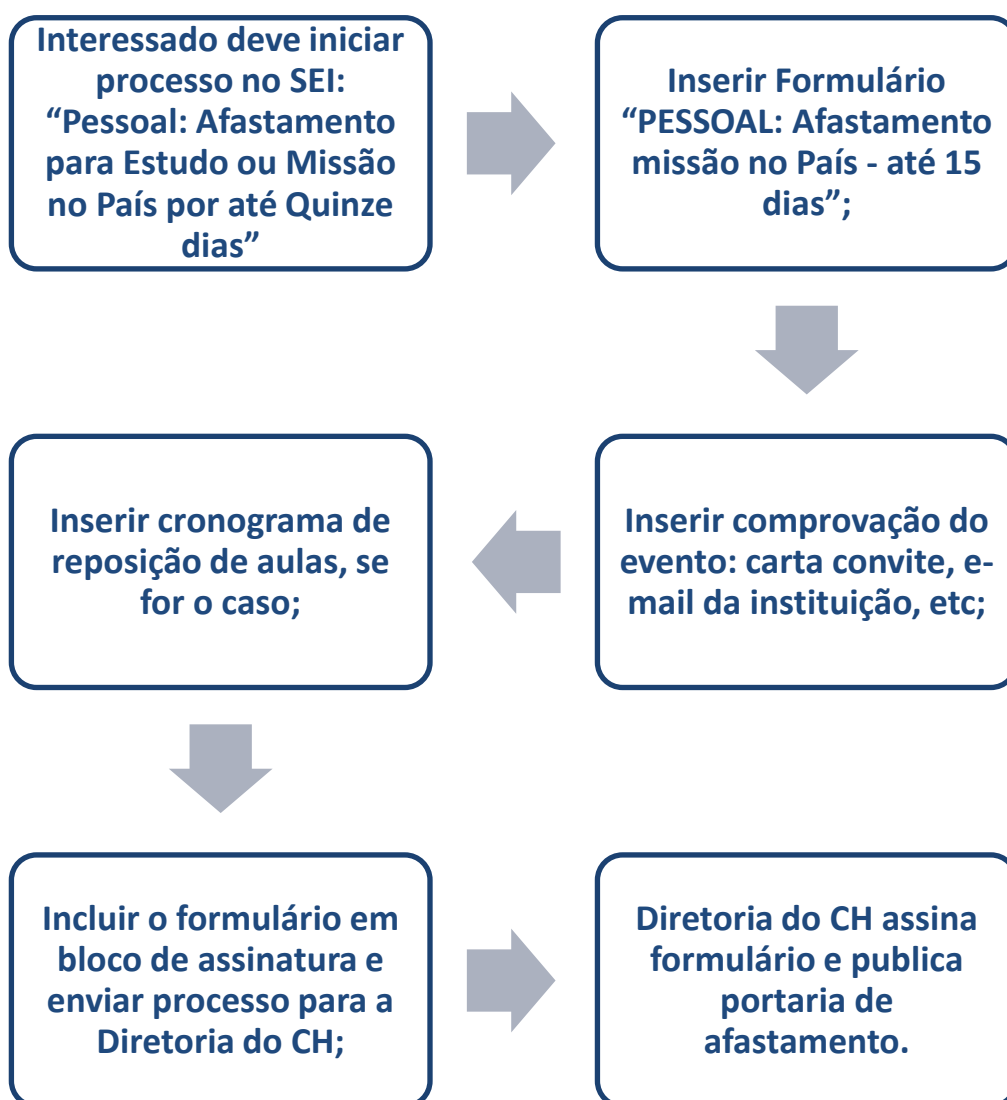 Interessado deve iniciar
processo no SEI:
“Pessoal: Afastamento
para Estudo ou Missão
no País por até Quinze
dias”
Inserir Formulário
“PESSOAL: Afastamento
missão no País - até 15
dias”;
Inserir comprovação do
evento: carta convite, e-
mail da instituição, etc;
Inserir cronograma de
reposição de aulas, se
for o caso;
Incluir o formulário em
bloco de assinatura e
enviar processo para a
Diretoria do CH;
Diretoria do CH assina
formulário e publica
portaria de
afastamento.